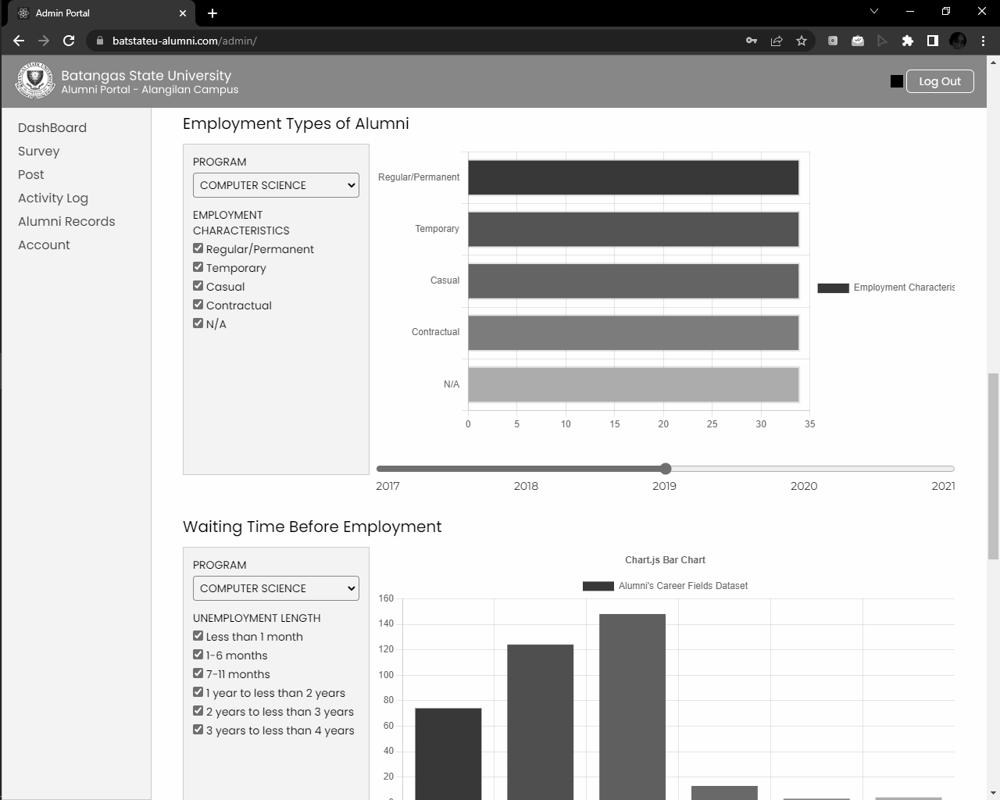 Admin Portal
batstateu-alumni.com/admin/
Batangas State University
Alumni Portal - Alangilan Campus
Log Out
DashBoard
Survey
Post
Activity Log
Alumni Records
Account
Employment Types of Alumni
PROGRAM
COMPUTER SCIENCE
EMPLOYMENT
CHARACTERISTICS
Regular/Permanent
Temporary
Casual
Contractual
N/A
Regular/Permanent
Temporary
Casual
Contractual
N/A
0 5 10 15 20 25 30 35
Employment Characteris
2017 2018 2019 2020 2021
Waiting Time Before Employment
PROGRAM
COMPUTER SCIENCE
UNEMPLOYMENT LENGTH
Less than 1 month
1-6 months
7-11 months
1 year to less than 2 years
2 years to less than 3 years
3 years to less than 4 years
Chart.js Bar Chart
Alumni's Career Fields Dataset
160
140
120
100
80
60
40
20